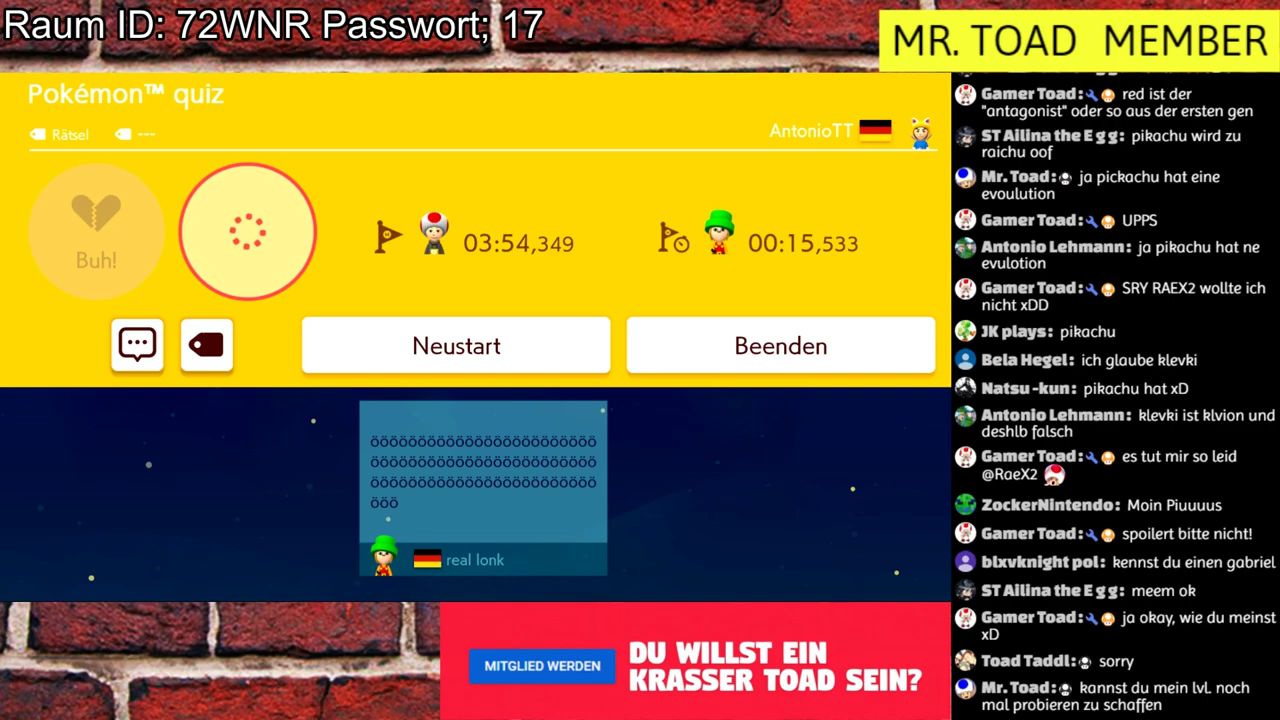 Raum ID: 72WNR Passwort; 17
MR. TOAD MEMBER
Pokémon™ quiz
Rätsel
---
AntonioTT
Buh!
03:54,349
00:15,533
Neustart
Beenden
öööööööööööööööööööööööö
öööööööööööööööööööööööö
öööööööööööööööööööööööö
ööö
real lonk
MITGLIED WERDEN
DU WILLST EIN
KRASSER TOAD SEIN?
Gamer Toad: red ist der
"antagonist" oder so aus der ersten gen
ST Ailina the E g g: pikachu wird zu
raichu oof
Mr. Toad: ja pickachu hat eine
evoulution
Gamer Toad: UPPS
Antonio Lehmann: ja pikachu hat ne
evulotion
Gamer Toad: SRY RAEX2 wollte ich
nicht xDD
JK plays: pikachu
Bela Hegel: ich glaube klevki
Natsu -kun: pikachu hat xD
Antonio Lehmann: klevki ist klvion und
deshlb falsch
Gamer Toad: es tut mir so leid
@RaeX2
ZockerNintendo: Moin Piuuuus
Gamer Toad: spoilert bitte nicht!
blxvknight pol: kennst du einen gabriel
ST Ailina the E g g: meem ok
Gamer Toad: ja okay, wie du meinst
xD
Toad Taddl: sorry
Mr. Toad: kannst du mein lvl. noch
mal probieren zu schaffen